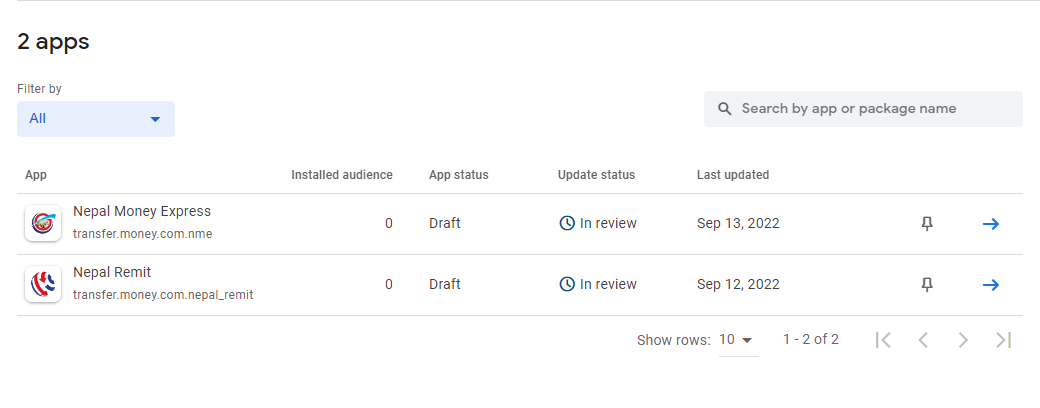 2 apps
Filter by
All
Search by app or package name
App Installed audience App status Update status Last updated
Nepal Money Express
transfer.money.com.nme
0 Draft In review Sep 13, 2022
Nepal Remit
transfer.money.com.nepal_remit
0 Draft In review Sep 12, 2022
Show rows: 10 1 - 2 of 2